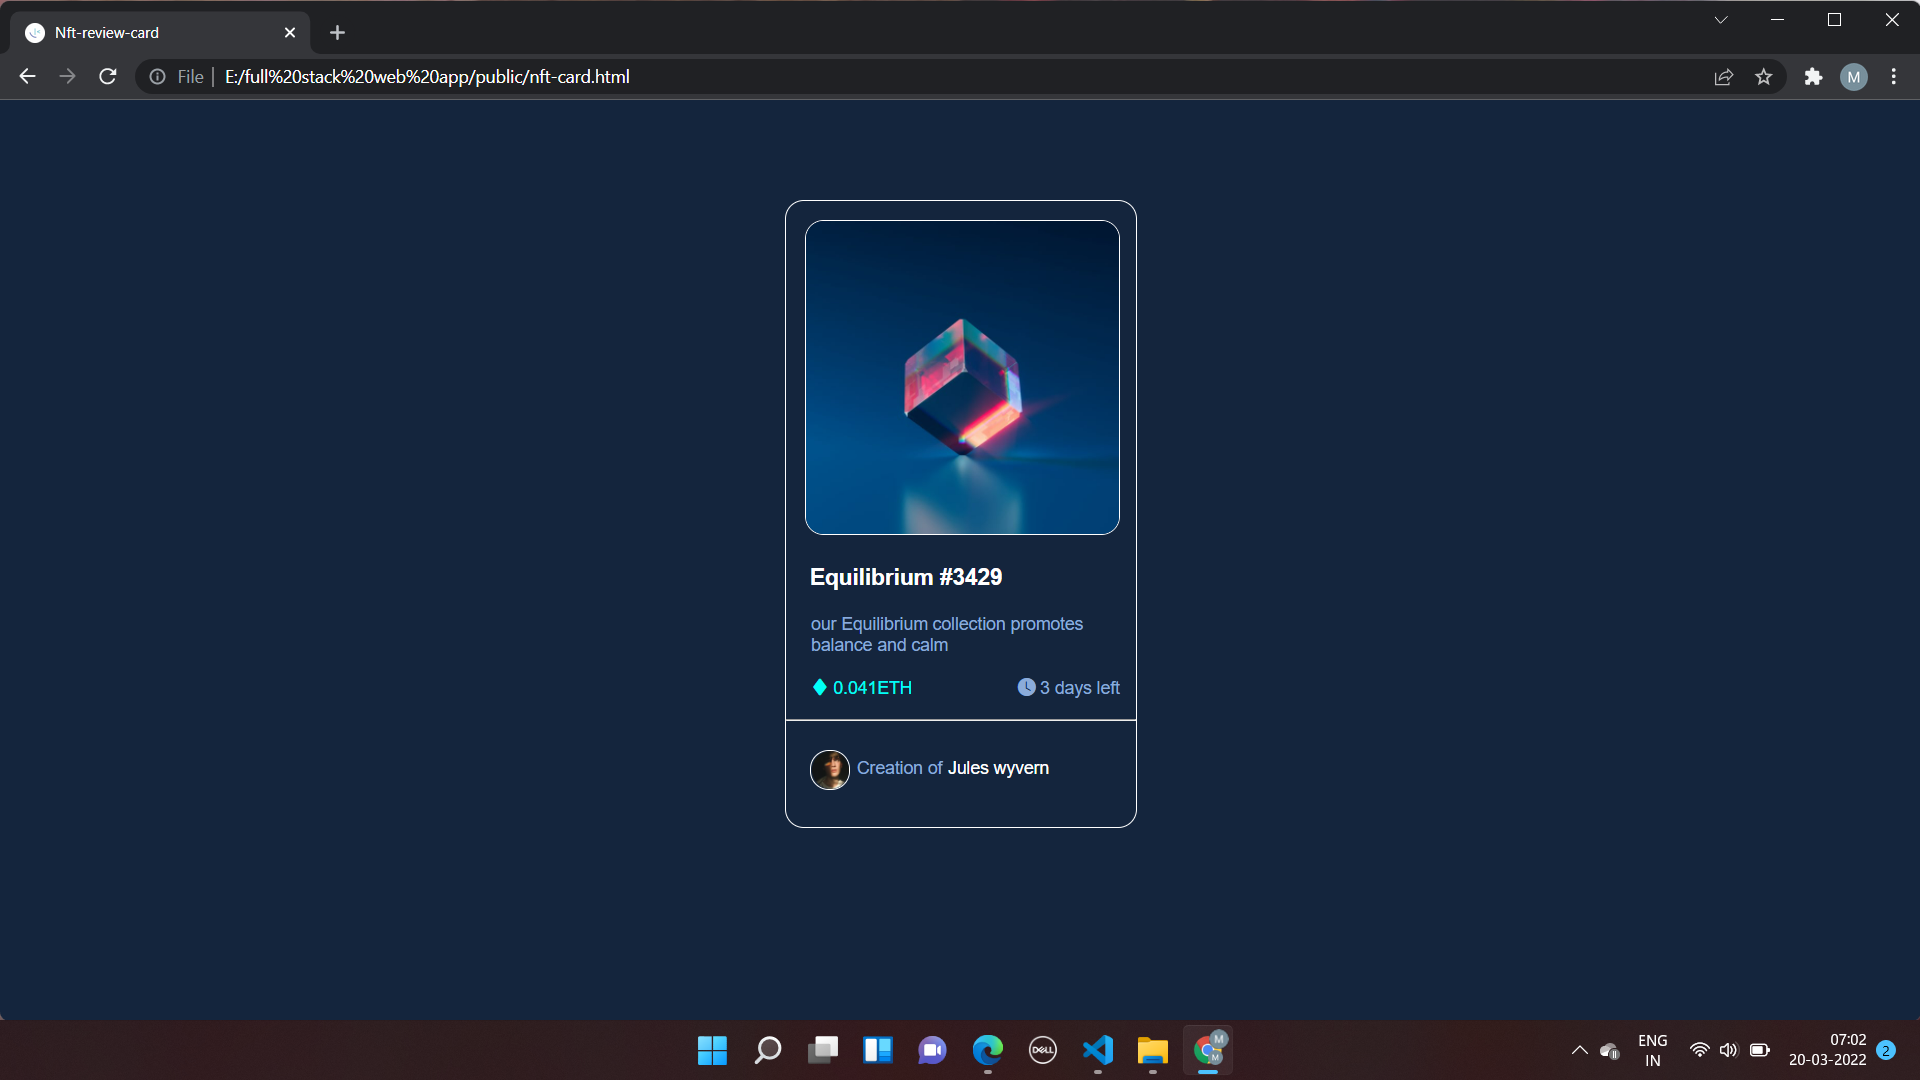 Nft-review-card
File | E:/full%20stack%20web%20app/public/nft-card.html
M
Equilibrium #3429
our Equilibrium collection promotes
balance and calm
0.041ETH
3 days left
Creation of Jules wyvern
DELL
M
M
ENG
IN
07:02
20-03-2022
2